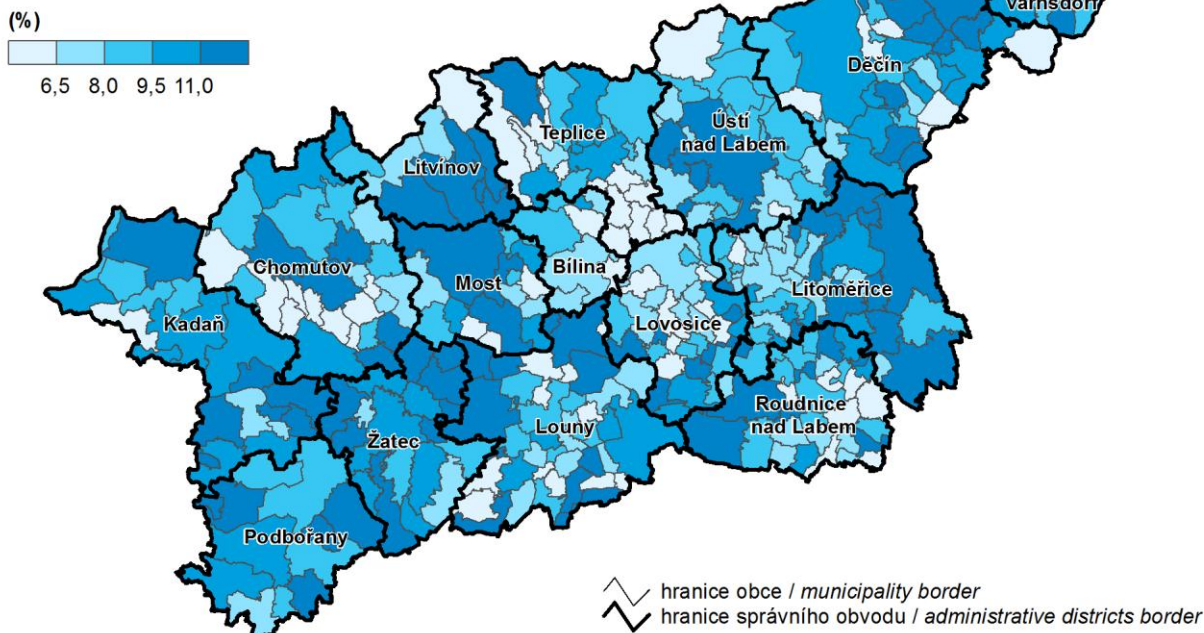 (%)
6,5 8,0 9,5 11,0
Varnsdorf
Děčín
Ústí
nad Labem
Teplice
Litvínov
Chomutov
Most
Bílina
Litoměřice
Kadaň
Lovosice
Roudnice
nad Labem
Louny
Žatec
Podbořany
hranice obce / municipality border
hranice správního obvodu / administrative districts border